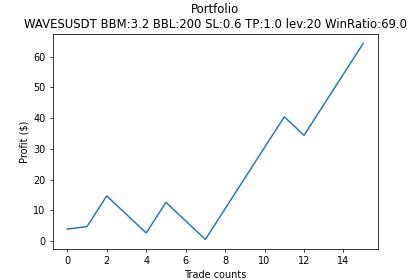 Portfolio
WAVESUSDT BBM:3.2 BBL:200 SL:0.6 TP:1.0 lev:20 WinRatio:69.0
60
50
40
30
20
10
0
Profit ($)
0 2 4 6 8 10 12 14
Trade counts